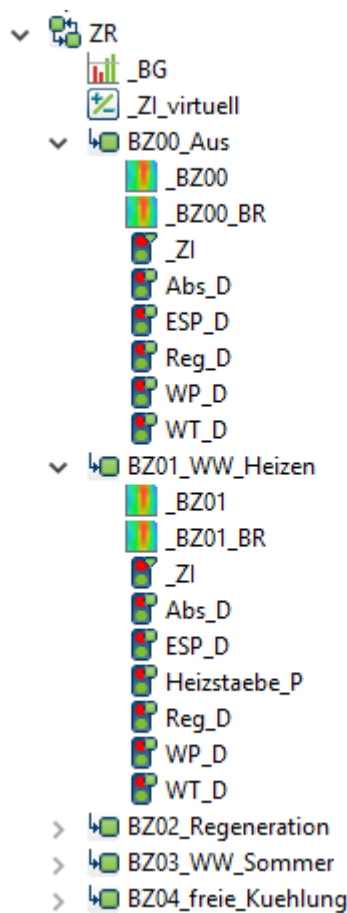 ZR
_BG
_ZI_virtuell
BZ00_Aus
_BZ00
_BZ00_BR
_ZI
Abs_D
ESP_D
Reg_D
WP_D
WT_D
BZ01_WW_Heizen
_BZ01
_BZ01_BR
_ZI
Abs_D
ESP_D
Heizstaebe_P
Reg_D
WP_D
WT_D
BZ02_Regeneration
BZ03_WW_Sommer
BZ04_freie_Kuehlung